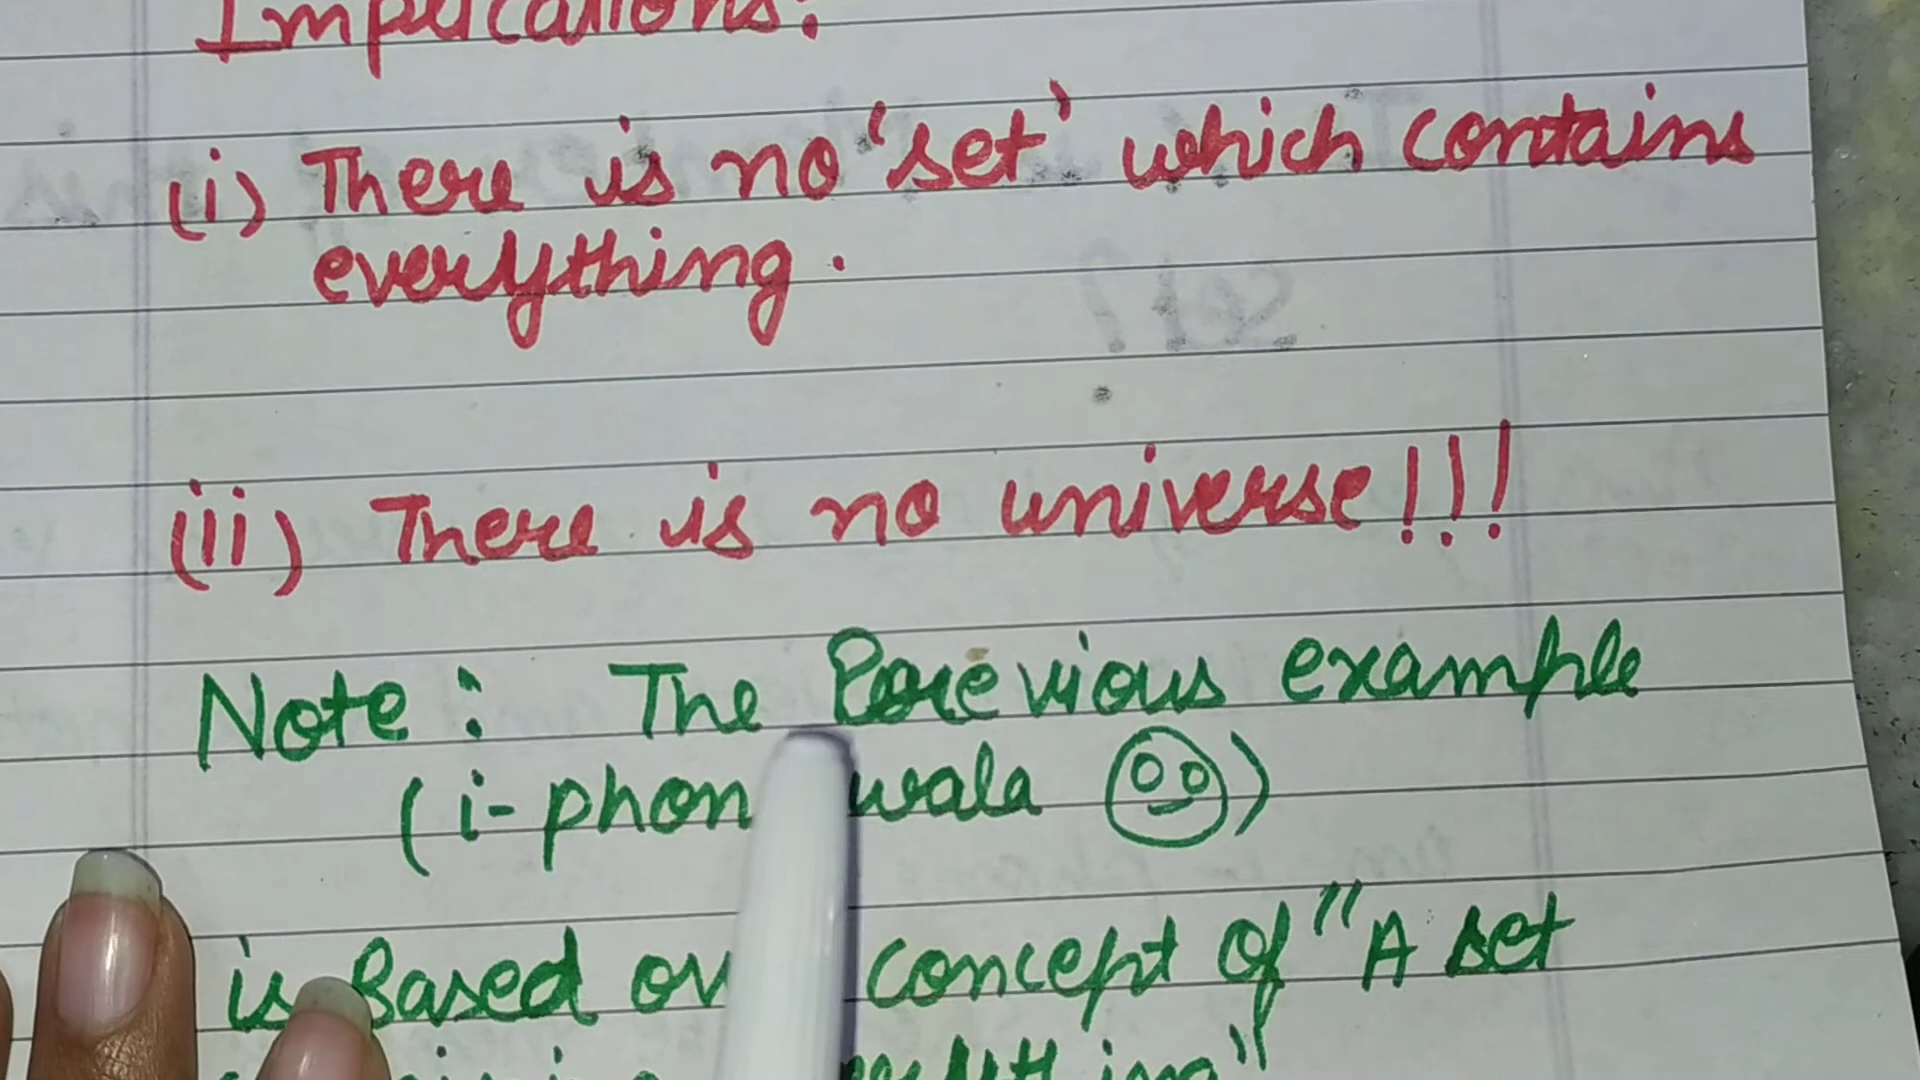 Implications:
(i) There is no 'set' which contains
everything.
(ii) There is no universe!!!
Note: The Previous example
(i-phon wala)
is Based on concept of "A set